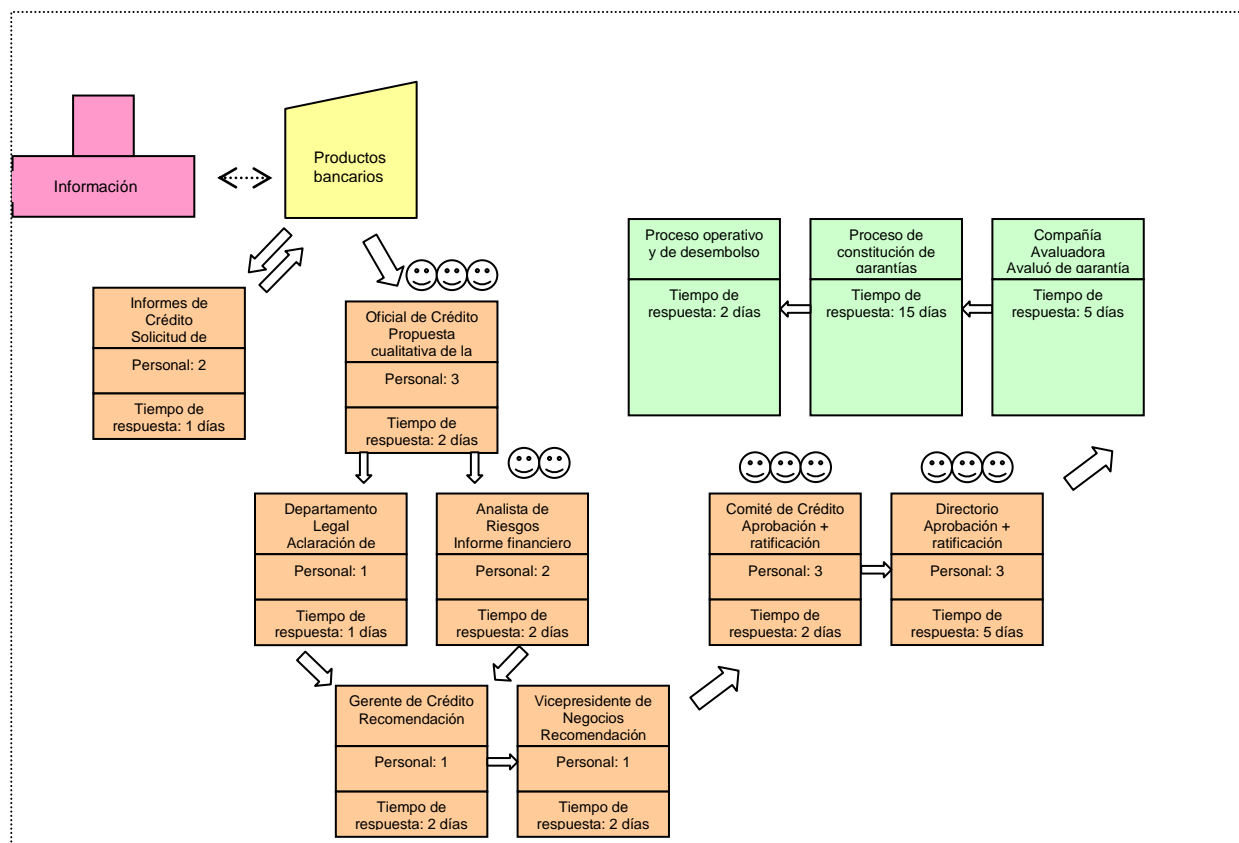 Información
Productos
bancarios
Informes de
Crédito
Solicitud de
Personal: 2
Tiempo de
respuesta: 1 días
Oficial de Crédito
Propuesta
cualitativa de la
Personal: 3
Tiempo de
respuesta: 2 días
Proceso operativo
y de desembolso
Tiempo de
respuesta: 2 días
Proceso de
constitución de
garantías
Tiempo de
respuesta: 15 días
Compañía
Avaluadora
Avaluó de garantía
Tiempo de
respuesta: 5 días
Departamento
Legal
Aclaración de
Personal: 1
Tiempo de
respuesta: 1 días
Analista de
Riesgos
Informe financiero
Personal: 2
Tiempo de
respuesta: 2 días
Comité de Crédito
Aprobación +
ratificación
Personal: 3
Tiempo de
respuesta: 2 días
Directorio
Aprobación +
ratificación
Personal: 3
Tiempo de
respuesta: 5 días
Gerente de Crédito
Recomendación
Personal: 1
Tiempo de
respuesta: 2 días
Vicepresidente de
Negocios
Recomendación
Personal: 1
Tiempo de
respuesta: 2 días